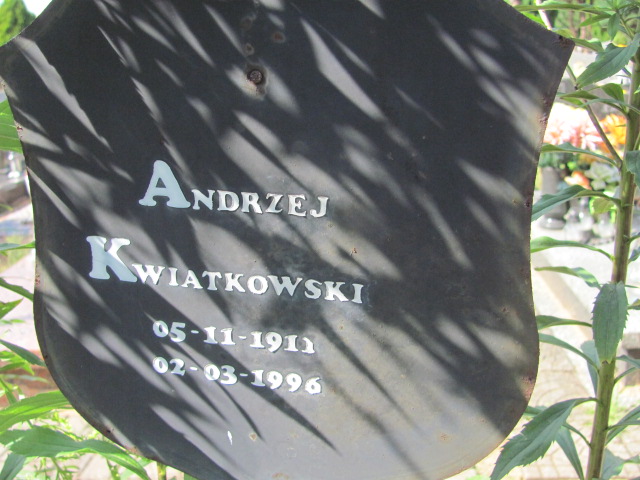 Andrzej
Kwiatkowski
05-11-1911
02-03-1996